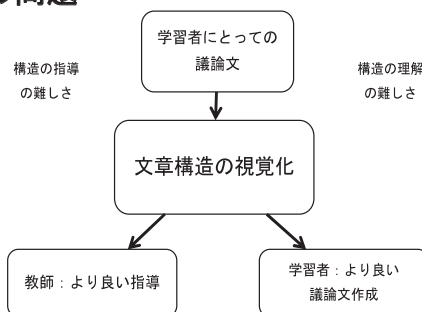 問題
学習者にとっての
議論文
構造の指導
の難しさ
構造の理解
の難しさ
文章構造の視覚化
教師：より良い指導
学習者：より良い
議論文作成